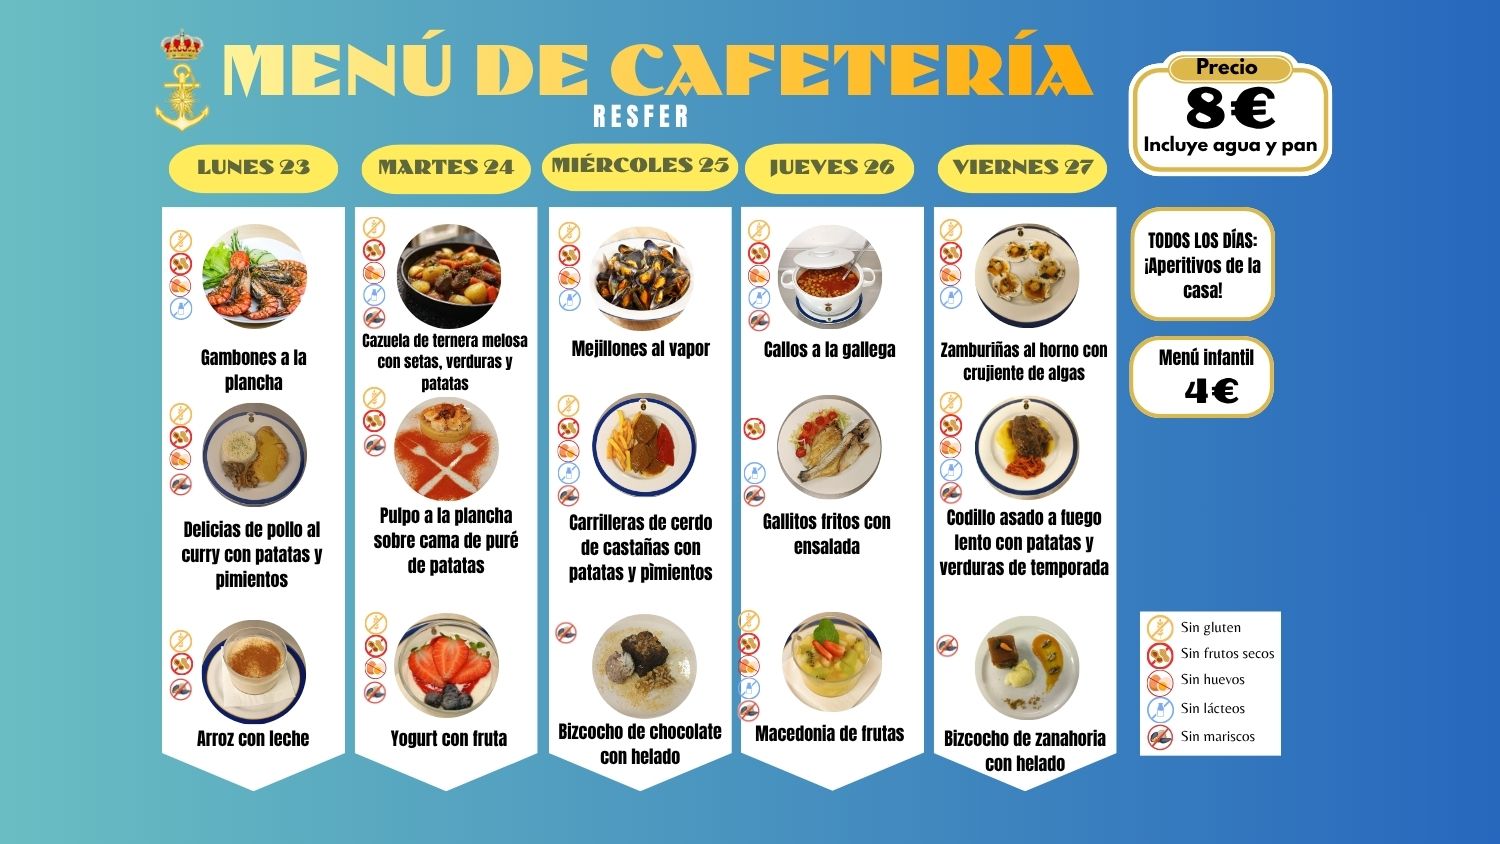 MENÚ DE CAFETERÍA
RESFER
Precio
8€
Incluye agua y pan
LUNES 23
Gambones a la
plancha
Delicias de pollo al
curry con patatas y
pimientos
Arroz con leche
MARTES 24
Cazuela de ternera melosa
con setas, verduras y
patatas
Pulpo a la plancha
sobre cama de puré
de patatas
Yogurt con fruta
MIÉRCOLES 25
Mejillones al vapor
Carrilleras de cerdo
de castañas con
patatas y pìmientos
Bizcocho de chocolate
con helado
JUEVES 26
Callos a la gallega
Gallitos fritos con
ensalada
Macedonia de frutas
VIERNES 27
Zamburiñas al horno con
crujiente de algas
Codillo asado a fuego
lento con patatas y
verduras de temporada
Bizcocho de zanahoria
con helado
TODOS LOS DÍAS:
¡Aperitivos de la
casa!
Menú infantil
4€
Sin gluten
Sin frutos secos
Sin huevos
Sin lácteos
Sin mariscos